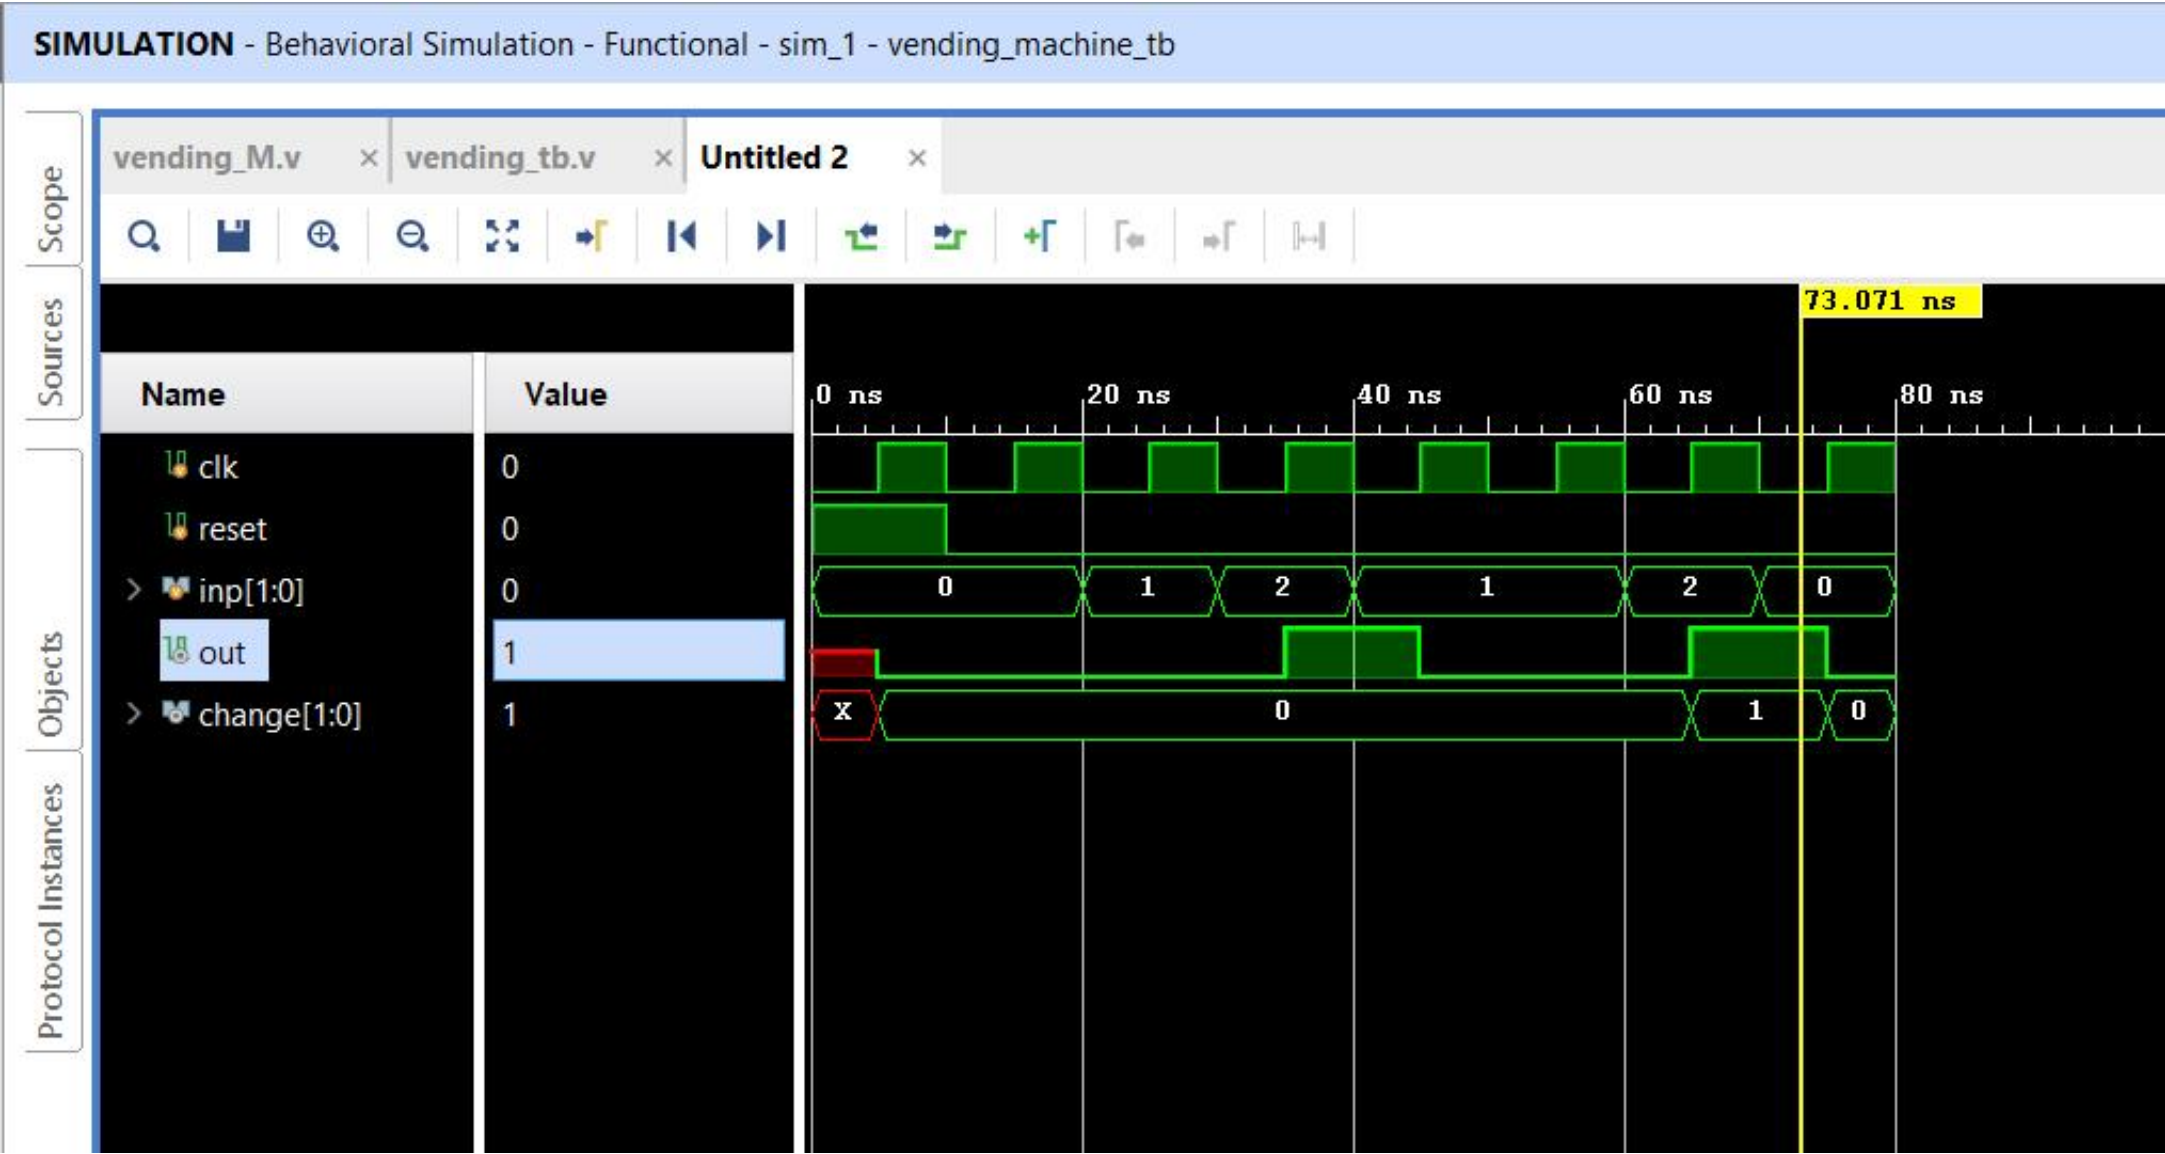 SIMULATION - Behavioral Simulation - Functional - sim_1 - vending_machine_tb
Scope
Sources
Objects
Protocol Instances
vending_M.v × vending_tb.v × Untitled 2 ×
73.071 ns
Name Value 0 ns 20 ns 40 ns 60 ns 80 ns
clk 0
reset 0
inp[1:0] 0 0 1 2 1 2 0
out 1
change[1:0] 1 X 0 1 0